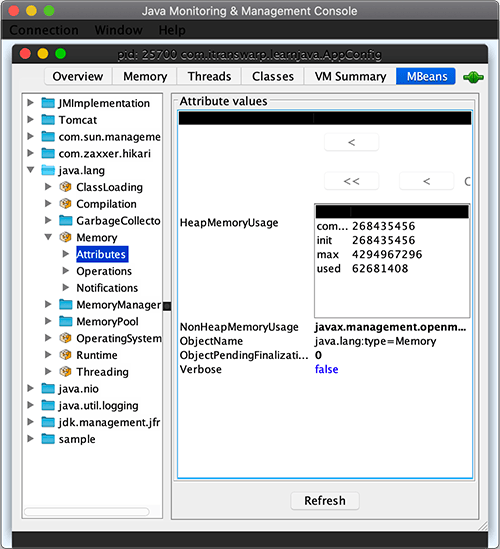 Java Monitoring & Management Console
Connection Window Help
pid: 25700 com.itranswarp.learnjava.AppConfig
Overview Memory Threads Classes VM Summary MBeans
JMImplementation
Tomcat
com.sun.manageme
com.zaxxer.hikari
java.lang
ClassLoading
Compilation
GarbageCollecto
Memory
Attributes
Operations
Notifications
MemoryManager
MemoryPool
OperatingSystem
Runtime
Threading
java.nio
java.util.logging
jdk.management.jfr
sample
Attribute values
<
<< < C
HeapMemoryUsage
com... 268435456
init 268435456
max 4294967296
used 62681408
NonHeapMemoryUsage javax.management.openm...
ObjectName java.lang:type=Memory
ObjectPendingFinalizati... 0
Verbose false
Refresh